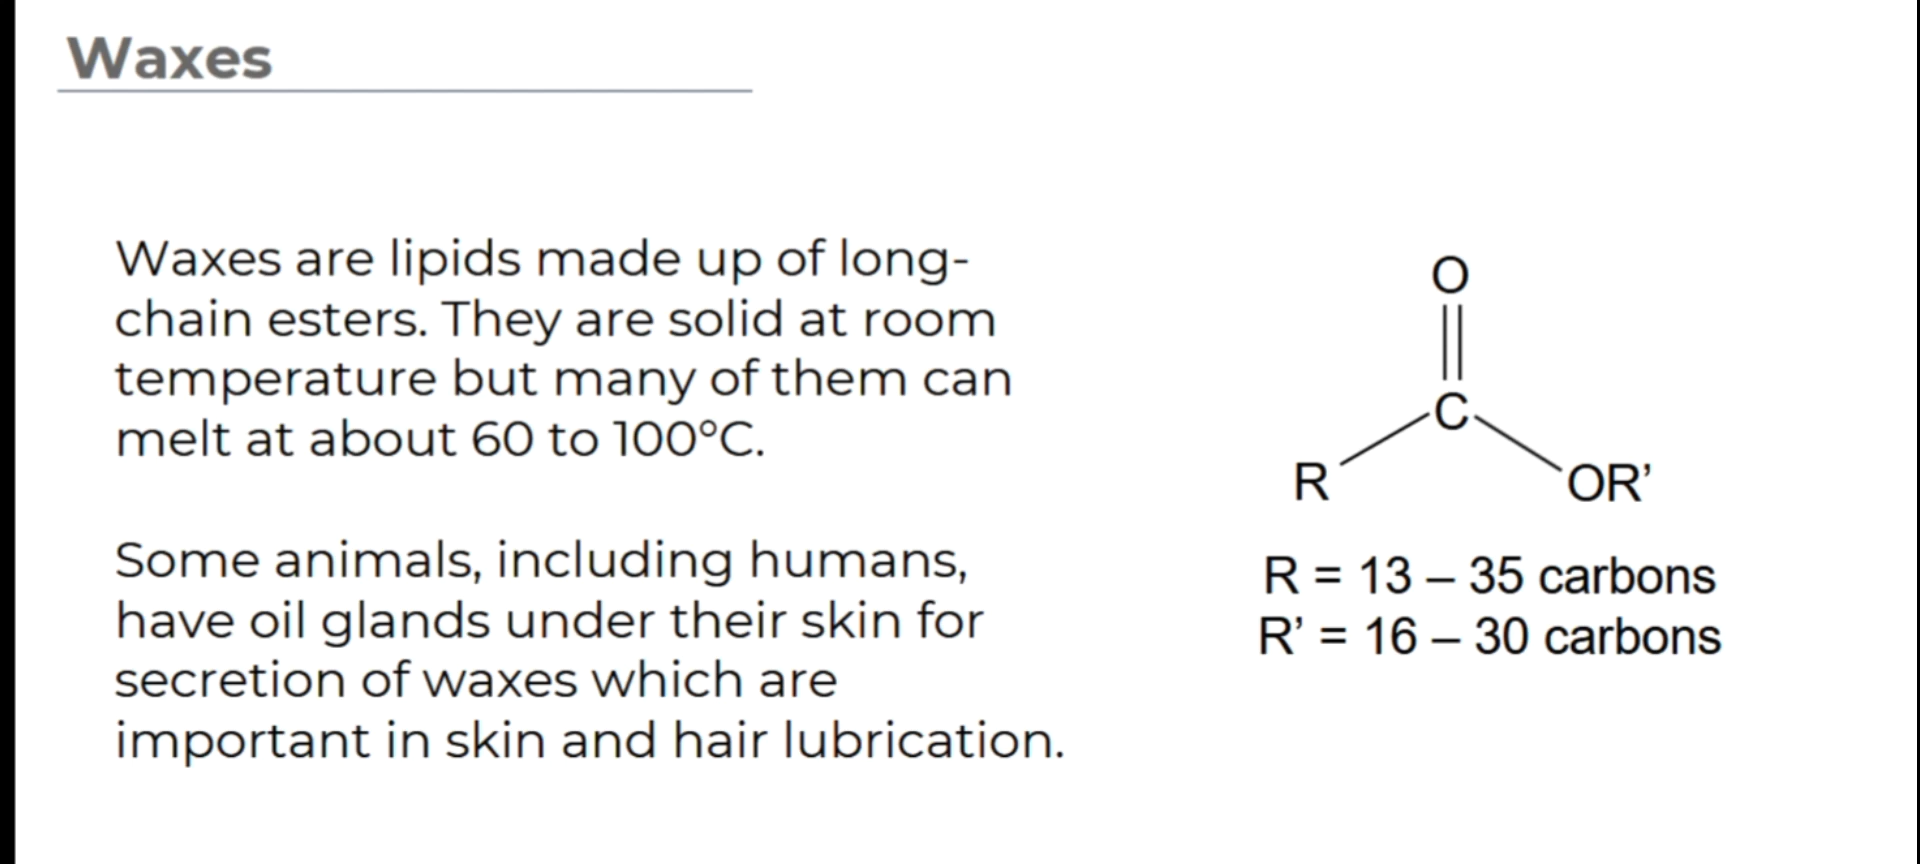 Waxes
Waxes are lipids made up of long-
chain esters. They are solid at room
temperature but many of them can
melt at about 60 to 100°C.
Some animals, including humans,
have oil glands under their skin for
secretion of waxes which are
important in skin and hair lubrication.
O
C
R
OR’
R = 13 – 35 carbons
R’ = 16 – 30 carbons